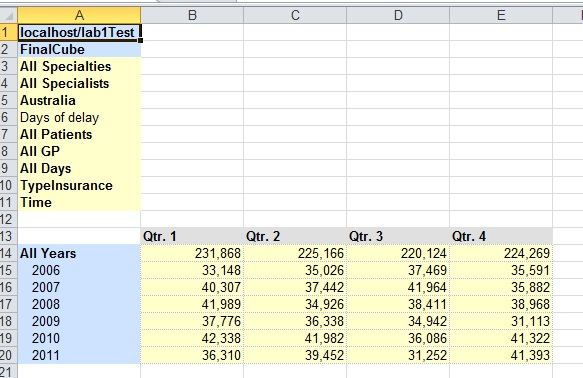 A B C D E
1 localhost/lab1Test
2 FinalCube
3 All Specialties
4 All Specialists
5 Australia
6 Days of delay
7 All Patients
8 All GP
9 All Days
10 TypeInsurance
11 Time
12
13 Qtr. 1 Qtr. 2 Qtr. 3 Qtr. 4
14 All Years 231,868 225,166 220,124 224,269
15 2006 33,148 35,026 37,469 35,591
16 2007 40,307 37,442 41,964 35,882
17 2008 41,989 34,926 38,411 38,968
18 2009 37,776 36,338 34,942 31,113
19 2010 42,338 41,982 36,086 41,322
20 2011 36,310 39,452 31,252 41,393
21